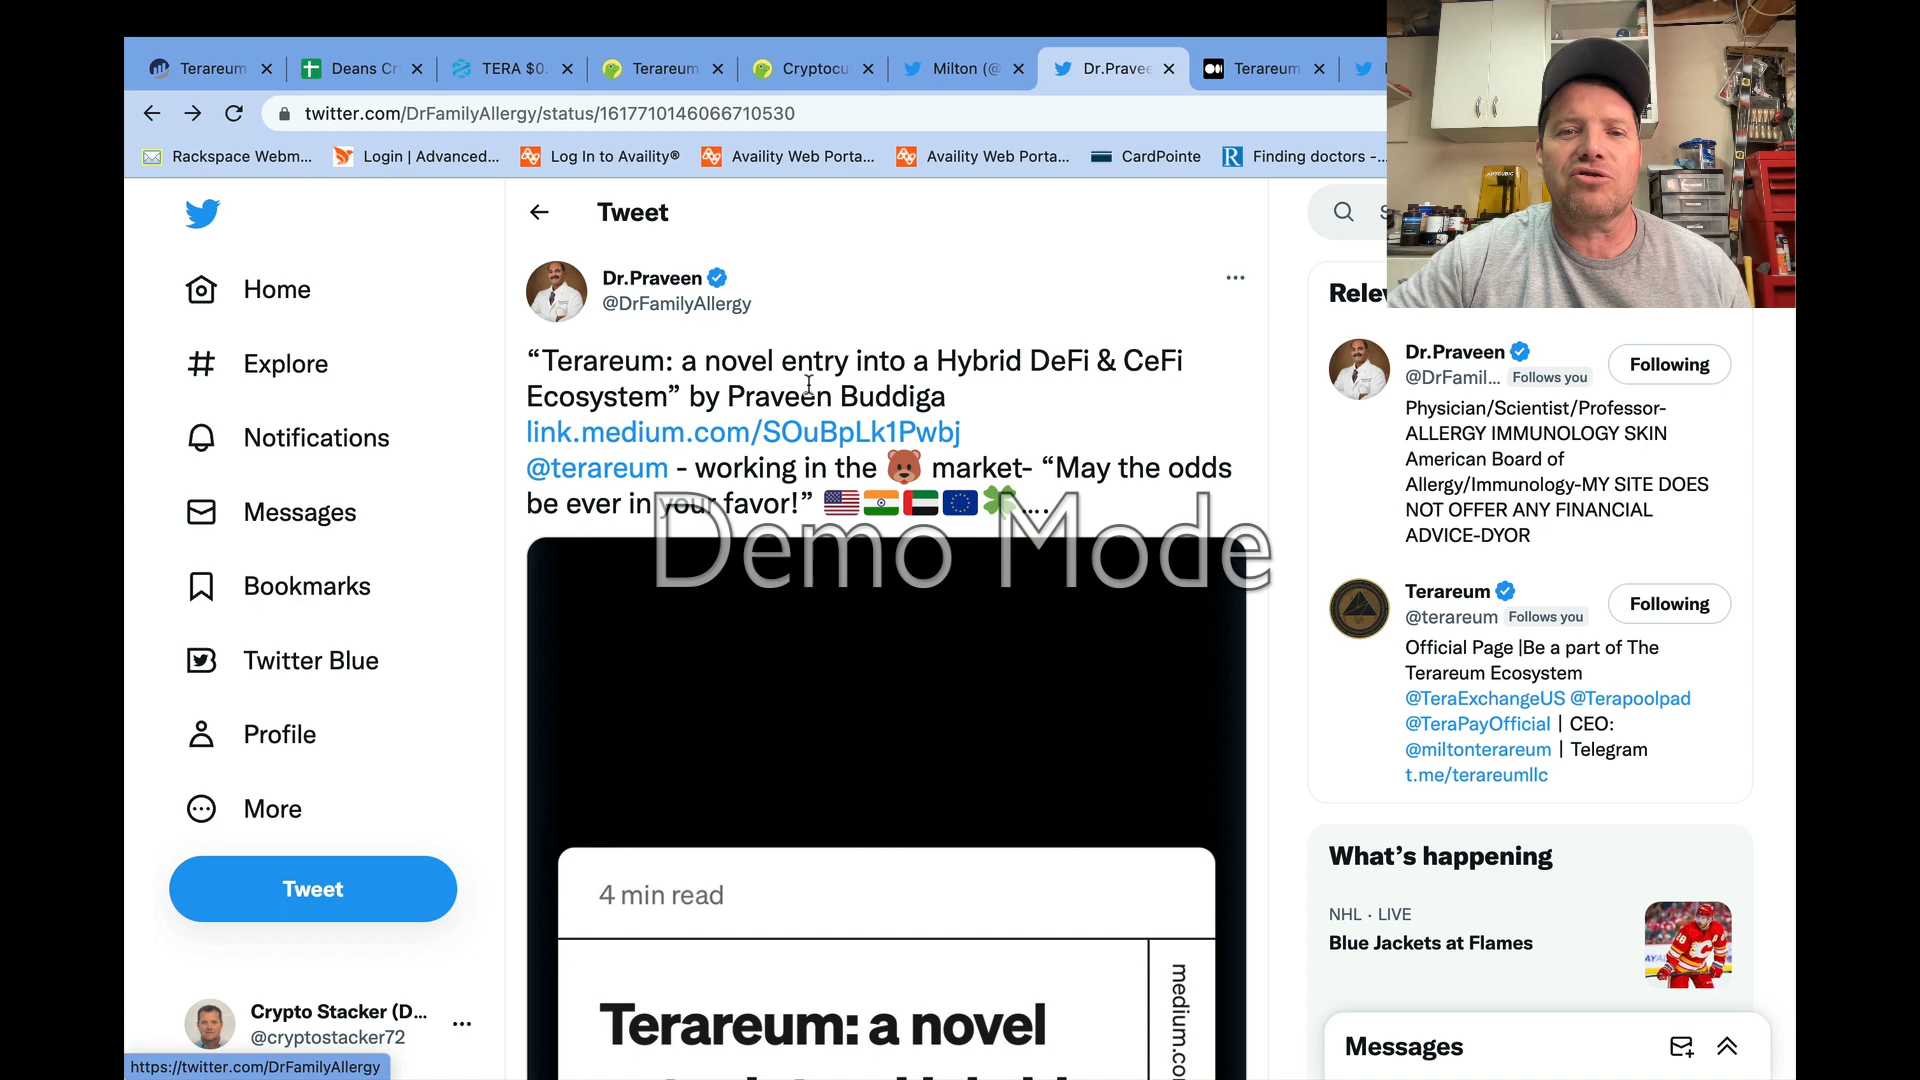 Terareum
Deans Cr
TERA $0.
Terareum
Cryptocu
Milton (@
Dr.Pravee
Terareum
twitter.com/DrFamilyAllergy/status/1617710146066710530
Rackspace Webm...
Login | Advanced...
Log In to Availity®
Availity Web Porta...
Availity Web Porta...
CardPointe
Finding doctors -...
Home
Explore
Notifications
Messages
Bookmarks
Twitter Blue
Profile
More
Tweet
Crypto Stacker (D...
@cryptostacker72
https://twitter.com/DrFamilyAllergy
Tweet
Dr.Praveen
@DrFamilyAllergy
“Terareum: a novel entry into a Hybrid DeFi & CeFi
Ecosystem” by Praveen Buddiga
link.medium.com/SOuBpLk1Pwbj
@terareum - working in the 🐻 market- “May the odds
be ever in your favor!” 🇺🇸🇮🇳🇦🇪🇪🇺🍀….
Demo Mode
4 min read
Terareum: a novel
medium.co
Rele
Dr.Praveen
@DrFamil... Follows you
Following
Physician/Scientist/Professor-
ALLERGY IMMUNOLOGY SKIN
American Board of
Allergy/Immunology-MY SITE DOES
NOT OFFER ANY FINANCIAL
ADVICE-DYOR
Terareum
@terareum Follows you
Following
Official Page |Be a part of The
Terareum Ecosystem
@TeraExchangeUS @Terapoolpad
@TeraPayOfficial | CEO:
@miltonterareum | Telegram
t.me/terareumllc
What’s happening
NHL · LIVE
Blue Jackets at Flames
Messages
ANYCUBIC